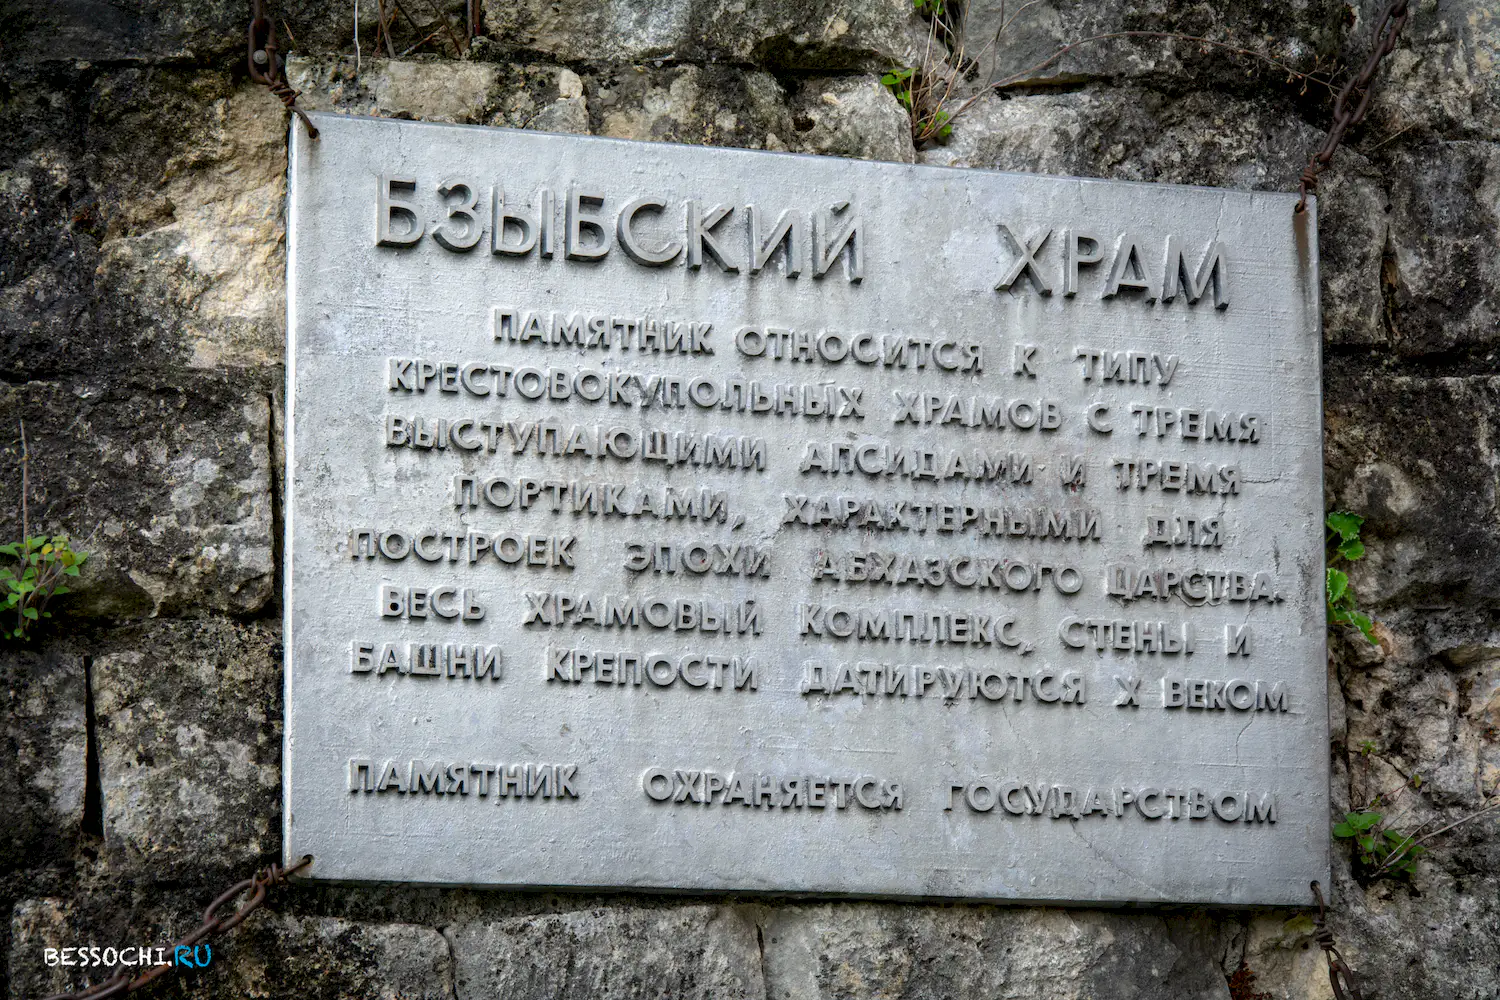 БЗЫБСКИЙ ХРАМ
ПАМЯТНИК ОТНОСИТСЯ К ТИПУ
КРЕСТОВОКУПОЛЬНЫХ ХРАМОВ С ТРЕМЯ
ВЫСТУПАЮЩИМИ АПСИДАМИ И ТРЕМЯ
ПОРТИКАМИ, ХАРАКТЕРНЫМИ ДЛЯ
ПОСТРОЕК ЭПОХИ АБХАЗСКОГО ЦАРСТВА.
ВЕСЬ ХРАМОВЫЙ КОМПЛЕКС, СТЕНЫ И
БАШНИ КРЕПОСТИ ДАТИРУЮТСЯ X ВЕКОМ
ПАМЯТНИК ОХРАНЯЕТСЯ ГОСУДАРСТВОМ
BESSOCHI.RU